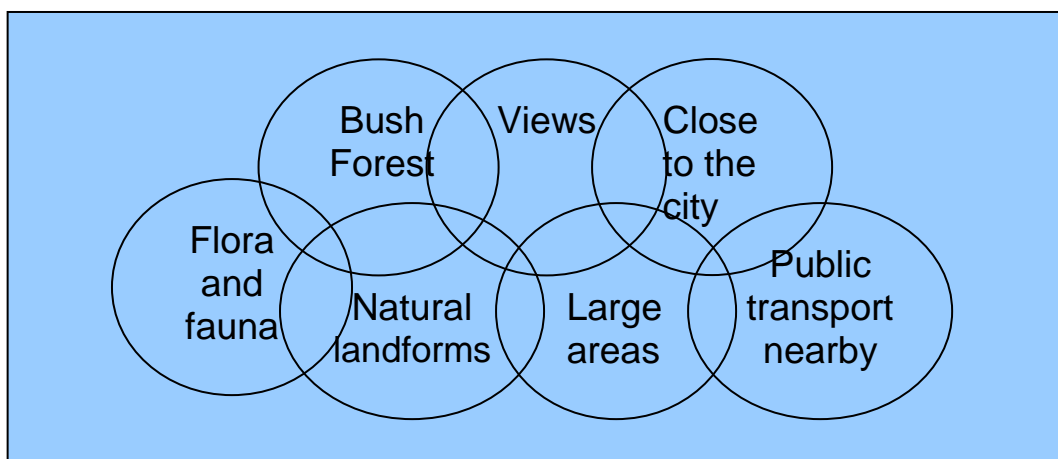 Bush
Forest
Views
Close
to the
city
Flora
and
fauna
Natural
landforms
Large
areas
Public
transport
nearby